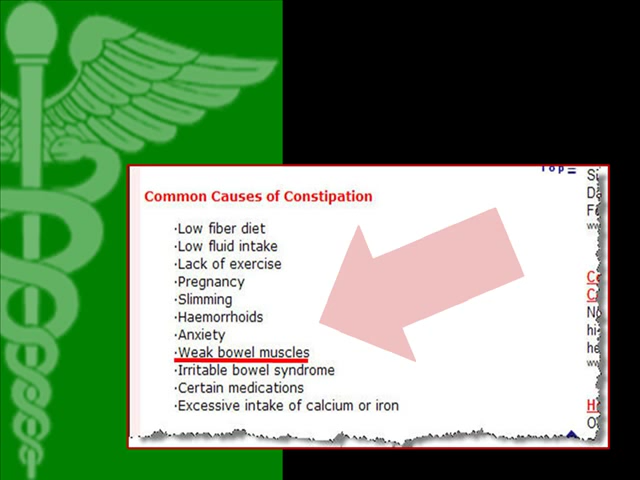 Top
Common Causes of Constipation
·Low fiber diet
·Low fluid intake
·Lack of exercise
·Pregnancy
·Slimming
·Haemorrhoids
·Anxiety
·Weak bowel muscles
·Irritable bowel syndrome
·Certain medications
·Excessive intake of calcium or iron